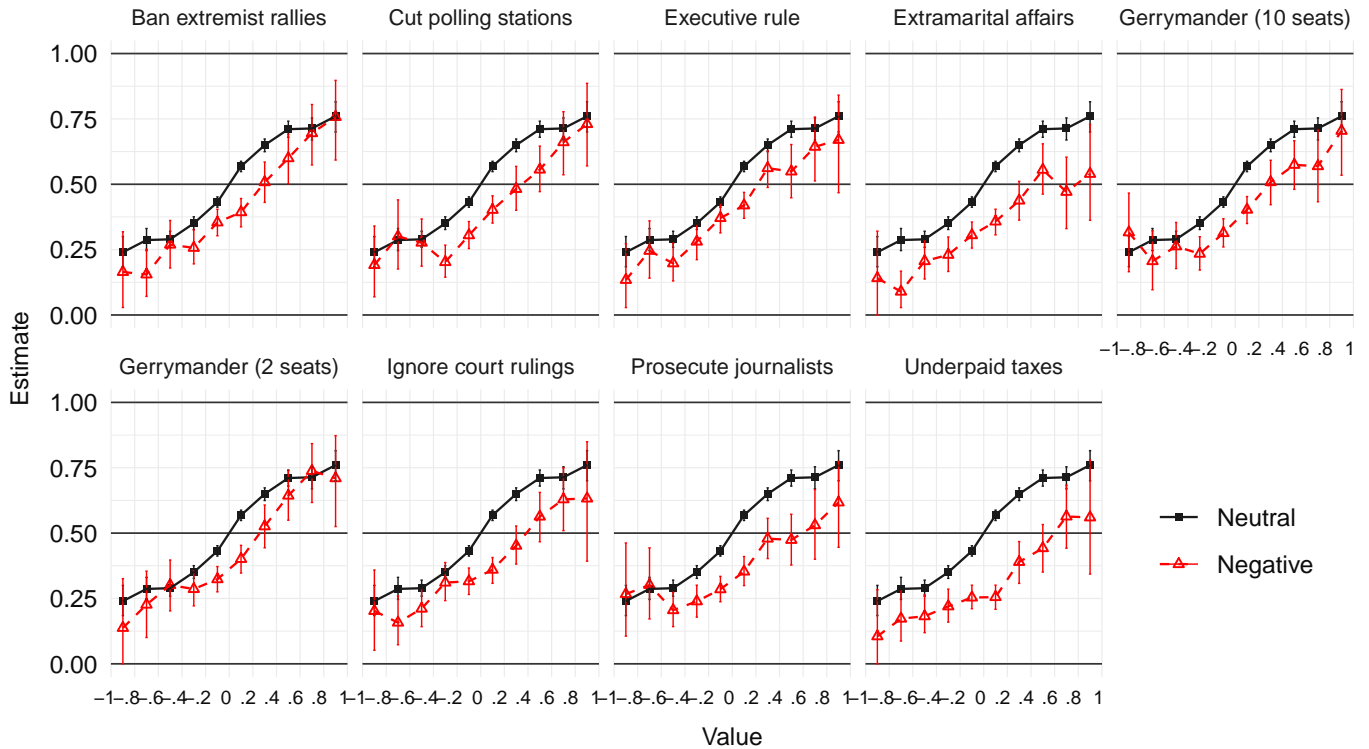 Ban extremist rallies
Cut polling stations
Executive rule
Extramarital affairs
Gerrymander (10 seats)
1.00
0.75
0.50
0.25
0.00
−1 −.8 −.6 −.4 −.2 0 .2 .4 .6 .8 1
Estimate
Gerrymander (2 seats)
Ignore court rulings
Prosecute journalists
Underpaid taxes
1.00
0.75
0.50
0.25
0.00
−1 −.8 −.6 −.4 −.2 0 .2 .4 .6 .8 1
−1 −.8 −.6 −.4 −.2 0 .2 .4 .6 .8 1
−1 −.8 −.6 −.4 −.2 0 .2 .4 .6 .8 1
−1 −.8 −.6 −.4 −.2 0 .2 .4 .6 .8 1
Value
Neutral
Negative